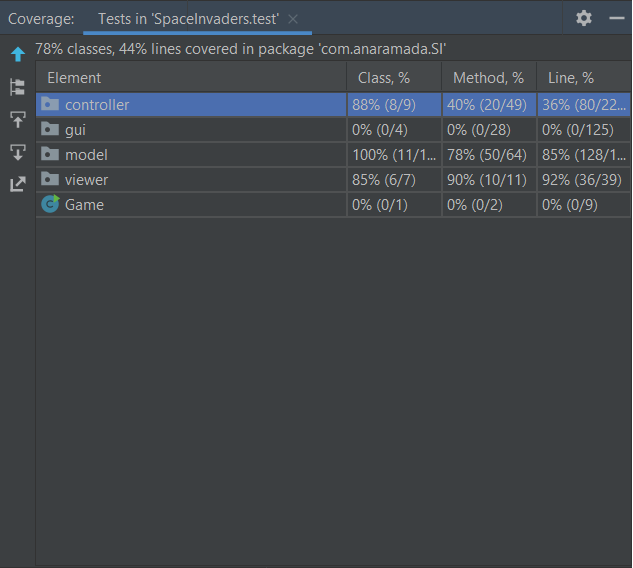 Coverage: Tests in 'SpaceInvaders.test'
78% classes, 44% lines covered in package 'com.anaramada.SI'
Element Class, % Method, % Line, %
controller 88% (8/9) 40% (20/49) 36% (80/22...
gui 0% (0/4) 0% (0/28) 0% (0/125)
model 100% (11/1... 78% (50/64) 85% (128/1...
viewer 85% (6/7) 90% (10/11) 92% (36/39)
C Game 0% (0/1) 0% (0/2) 0% (0/9)